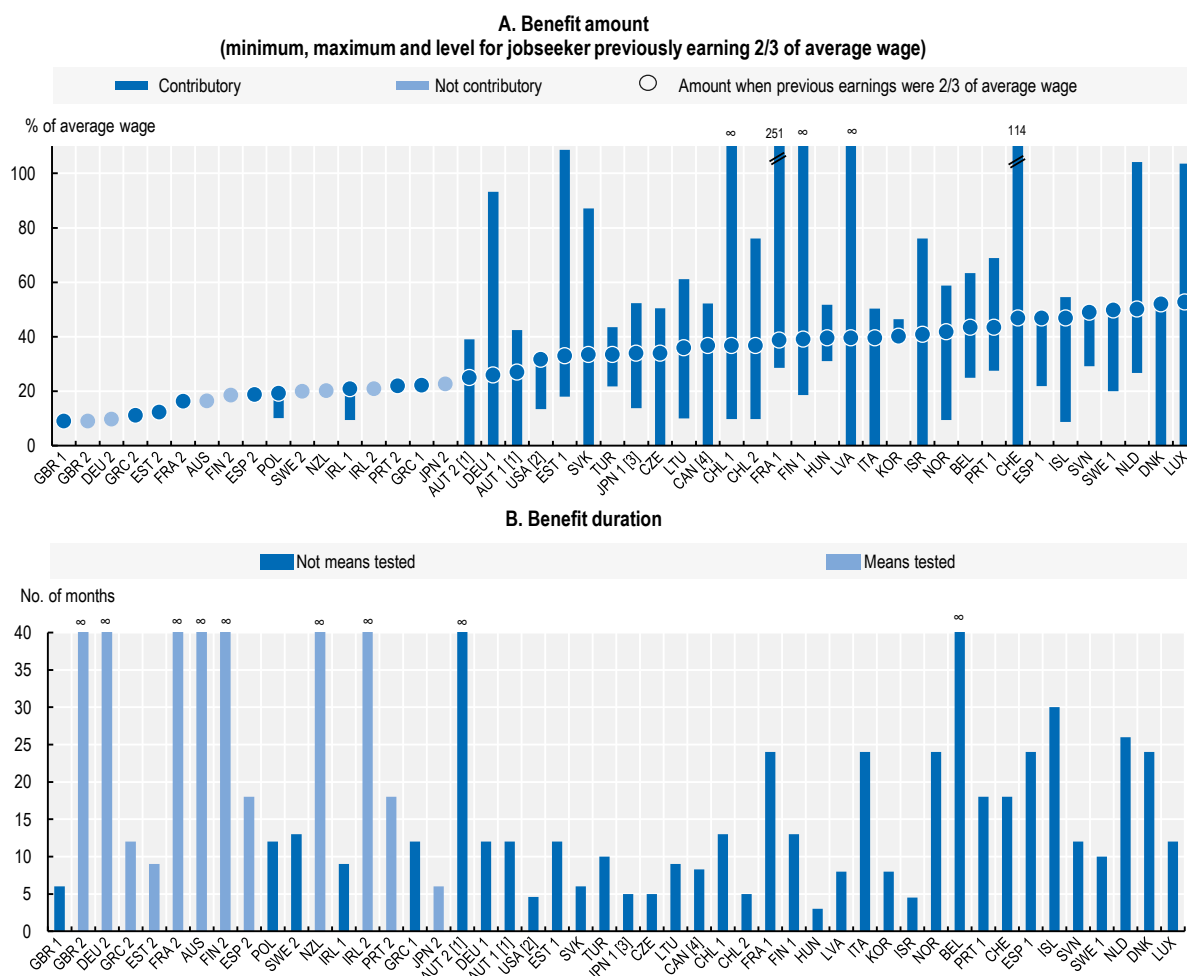 A. Benefit amount
(minimum, maximum and level for jobseeker previously earning 2/3 of average wage)
Contributory
Not contributory
Amount when previous earnings were 2/3 of average wage
% of average wage
∞
251
∞
∞
114
100
80
60
40
20
0
GBR 1
GBR 2
DEU 2
GRC 2
EST 2
FRA 2
AUS
FIN 2
ESP 2
POL
SWE 2
NZL
IRL 1
IRL 2
PRT 2
GRC 1
JPN 2
AUT 2 [1]
DEU 1
AUT 1 [1]
USA [2]
EST 1
SVK
TUR
JPN 1 [3]
CZE
LTU
CAN [4]
CHL 1
CHL 2
FRA 1
FIN 1
HUN
LVA
ITA
KOR
ISR
NOR
BEL
PRT 1
CHE
ESP 1
ISL
SVN
SWE 1
NLD
DNK
LUX
B. Benefit duration
Not means tested
Means tested
No. of months
∞
∞
∞
∞
∞
∞
∞
∞
∞
40
35
30
25
20
15
10
5
0
GBR 1
GBR 2
DEU 2
GRC 2
EST 2
FRA 2
AUS
FIN 2
ESP 2
POL
SWE 2
NZL
IRL 1
IRL 2
PRT 2
GRC 1
JPN 2
AUT 2 [1]
DEU 1
AUT 1 [1]
USA [2]
EST 1
SVK
TUR
JPN 1 [3]
CZE
LTU
CAN [4]
CHL 1
CHL 2
FRA 1
FIN 1
HUN
LVA
ITA
KOR
ISR
NOR
BEL
PRT 1
CHE
ESP 1
ISL
SVN
SWE 1
NLD
DNK
LUX